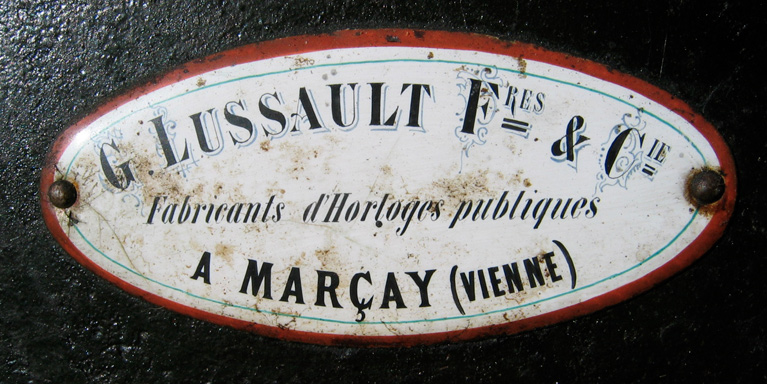 G LUSSAULT FRES & CIE
Fabricants d'Horloges publiques
A MARÇAY (VIENNE)